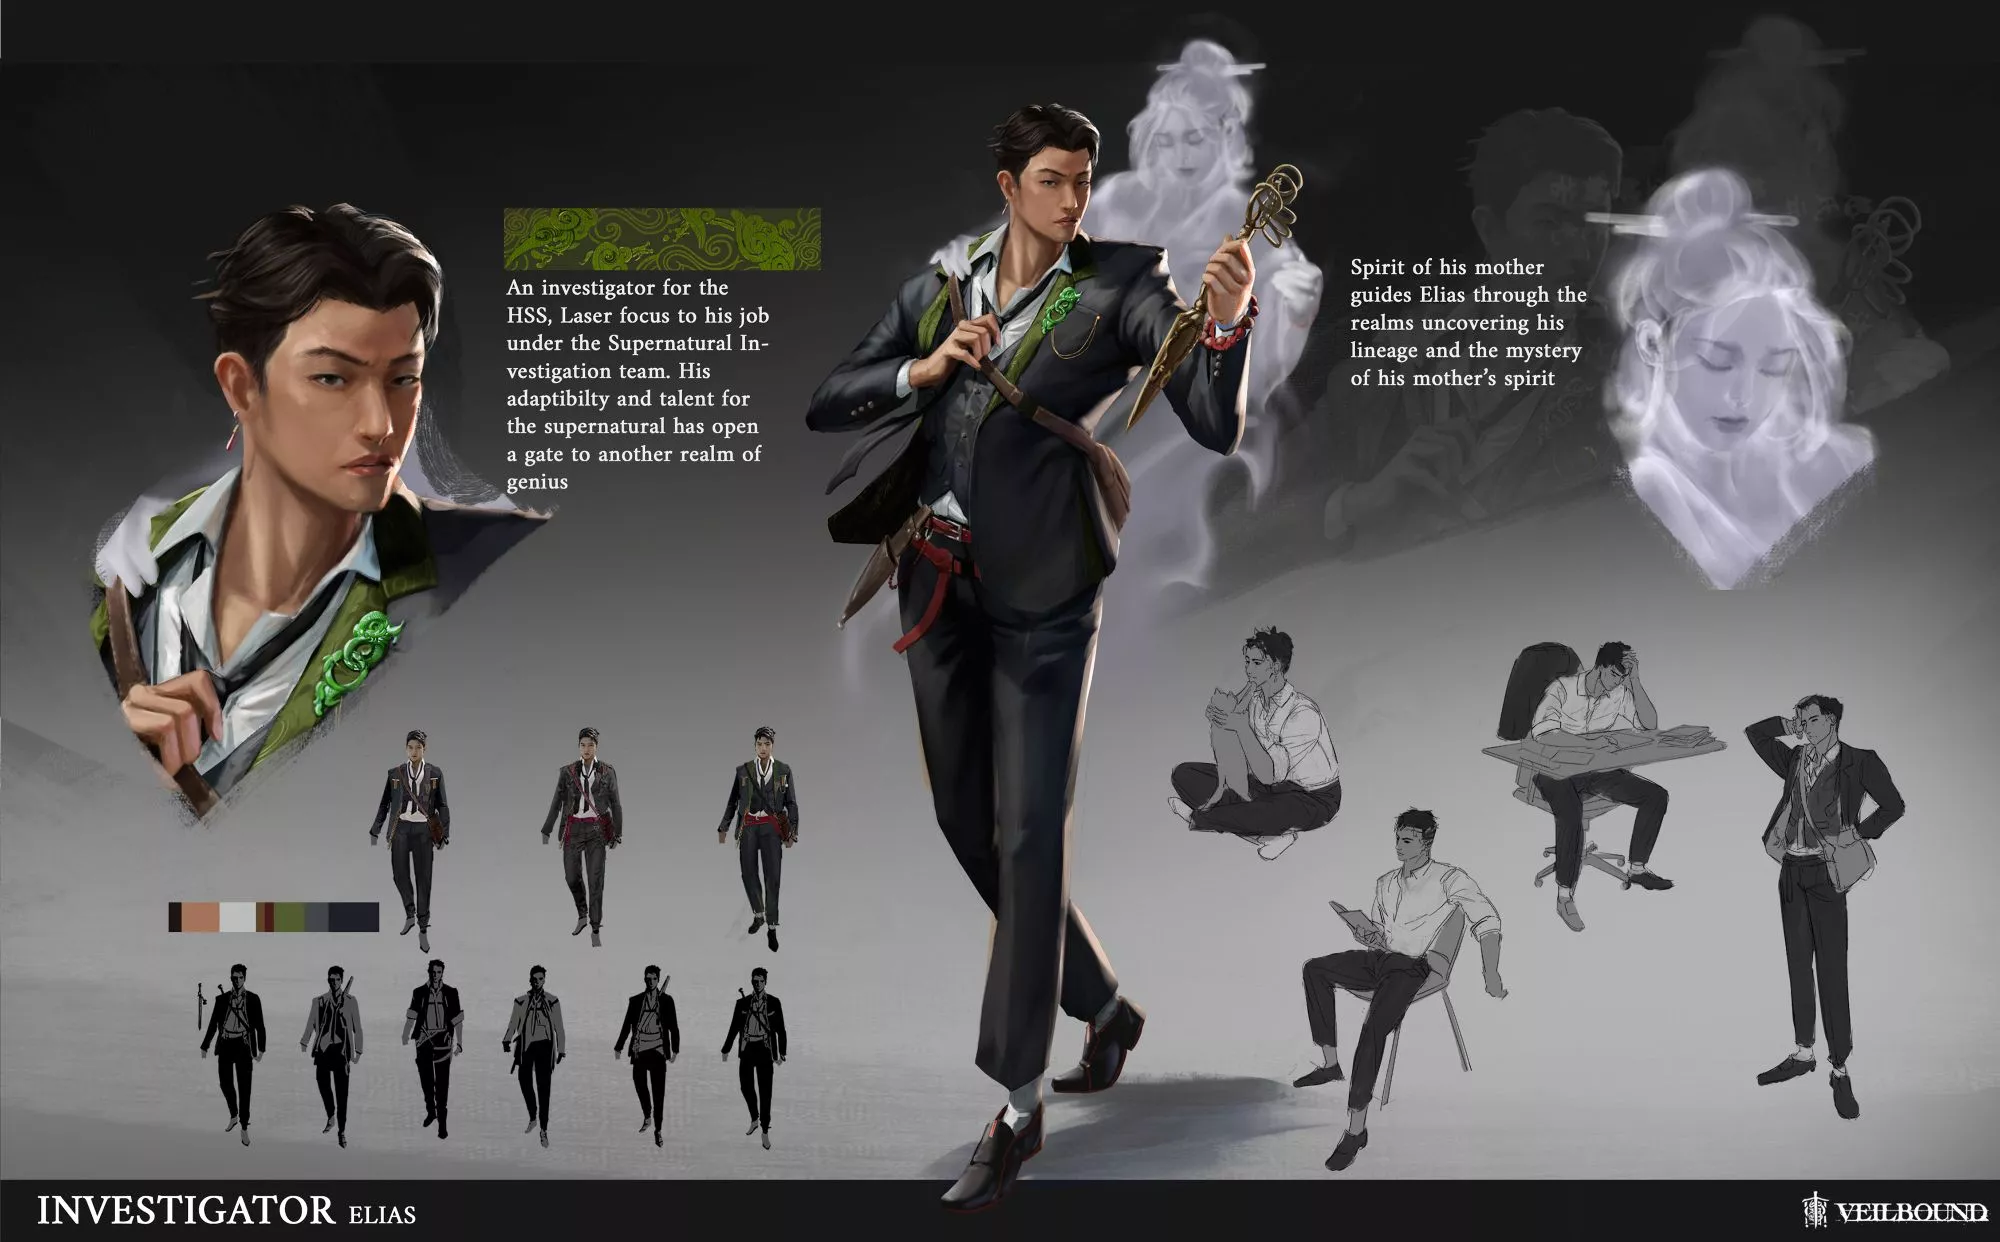 An investigator for the
HSS, Laser focus to his job
under the Supernatural In-
vestigation team. His
adaptibilty and talent for
the supernatural has open
a gate to another realm of
genius
Spirit of his mother
guides Elias through the
realms uncovering his
lineage and the mystery
of his mother's spirit
INVESTIGATOR ELIAS
VEILBOUND